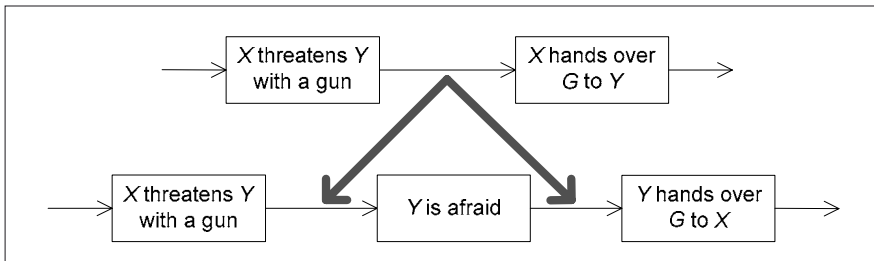 X threatens Y
with a gun
X hands over
G to Y
X threatens Y
with a gun
Y is afraid
Y hands over
G to X